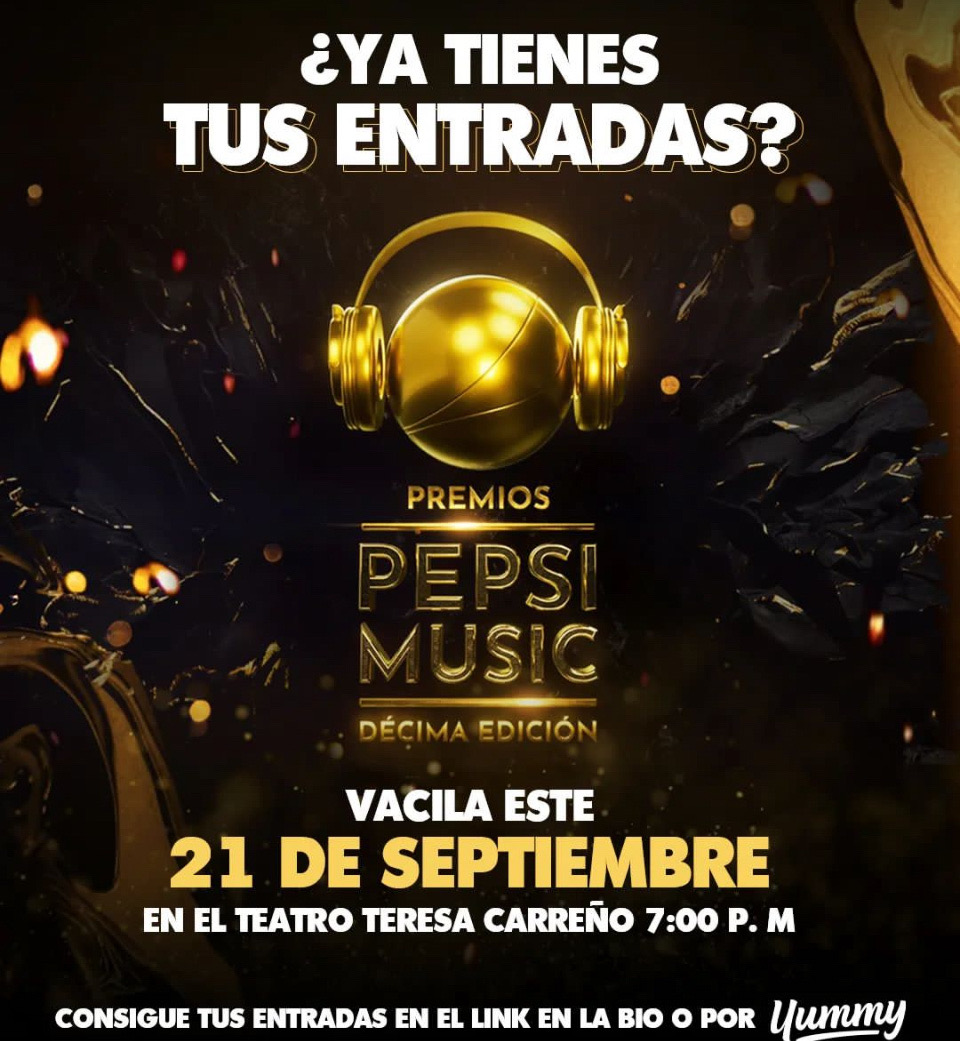 ¿YA TIENES
TUS ENTRADAS?
PREMIOS
PEPSI
MUSIC
DÉCIMA EDICIÓN
VACILA ESTE
21 DE SEPTIEMBRE
EN EL TEATRO TERESA CARREÑO 7:00 P. M
CONSIGUE TUS ENTRADAS EN EL LINK EN LA BIO O POR Yummy